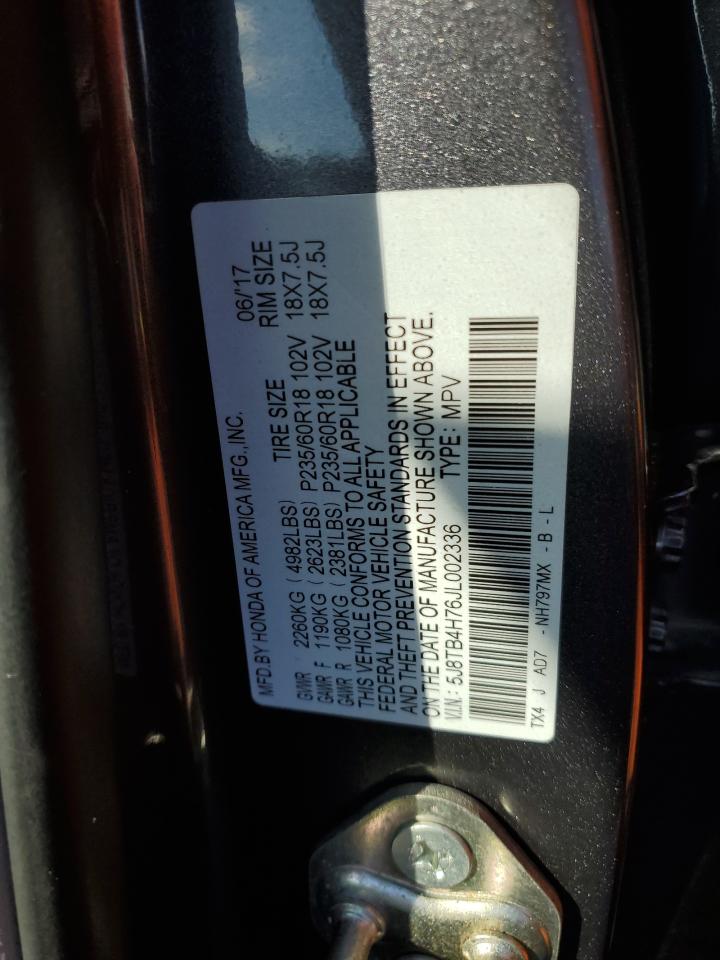 MFD.BY HONDA OF AMERICA MFG.,INC. 06/'17
TIRE SIZE RIM SIZE
GVWR 2260KG ( 4982LBS)
GAWR F 1190KG ( 2623LBS) P235/60R18 102V 18X7.5J
GAWR R 1080KG ( 2381LBS) P235/60R18 102V 18X7.5J
THIS VEHICLE CONFORMS TO ALL APPLICABLE
FEDERAL MOTOR VEHICLE SAFETY
AND THEFT PREVENTION STANDARDS IN EFFECT
ON THE DATE OF MANUFACTURE SHOWN ABOVE.
V.I.N.: 5J8TB4H76JL002336 TYPE: MPV
TX4 J AD7 -NH797MX -B -L